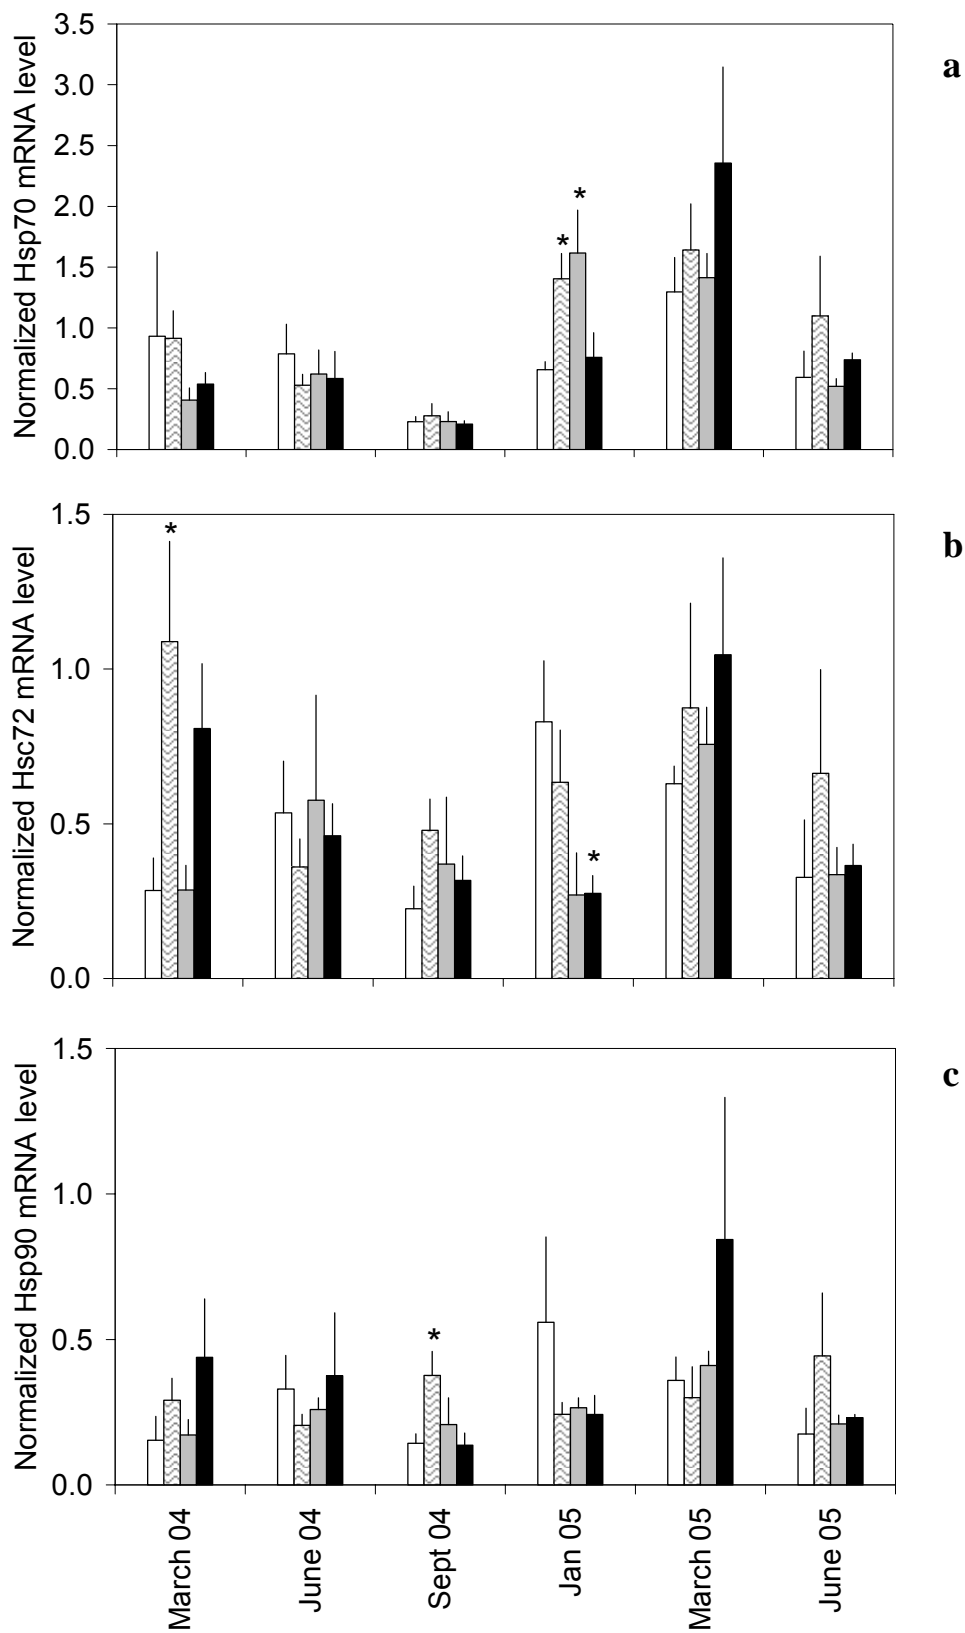 a
Normalized Hsp70 mRNA level
3.5
3.0
2.5
2.0
1.5
1.0
0.5
0.0
*
*
b
Normalized Hsc72 mRNA level
1.5
1.0
0.5
0.0
*
*
c
Normalized Hsp90 mRNA level
1.5
1.0
0.5
0.0
*
March 04
June 04
Sept 04
Jan 05
March 05
June 05